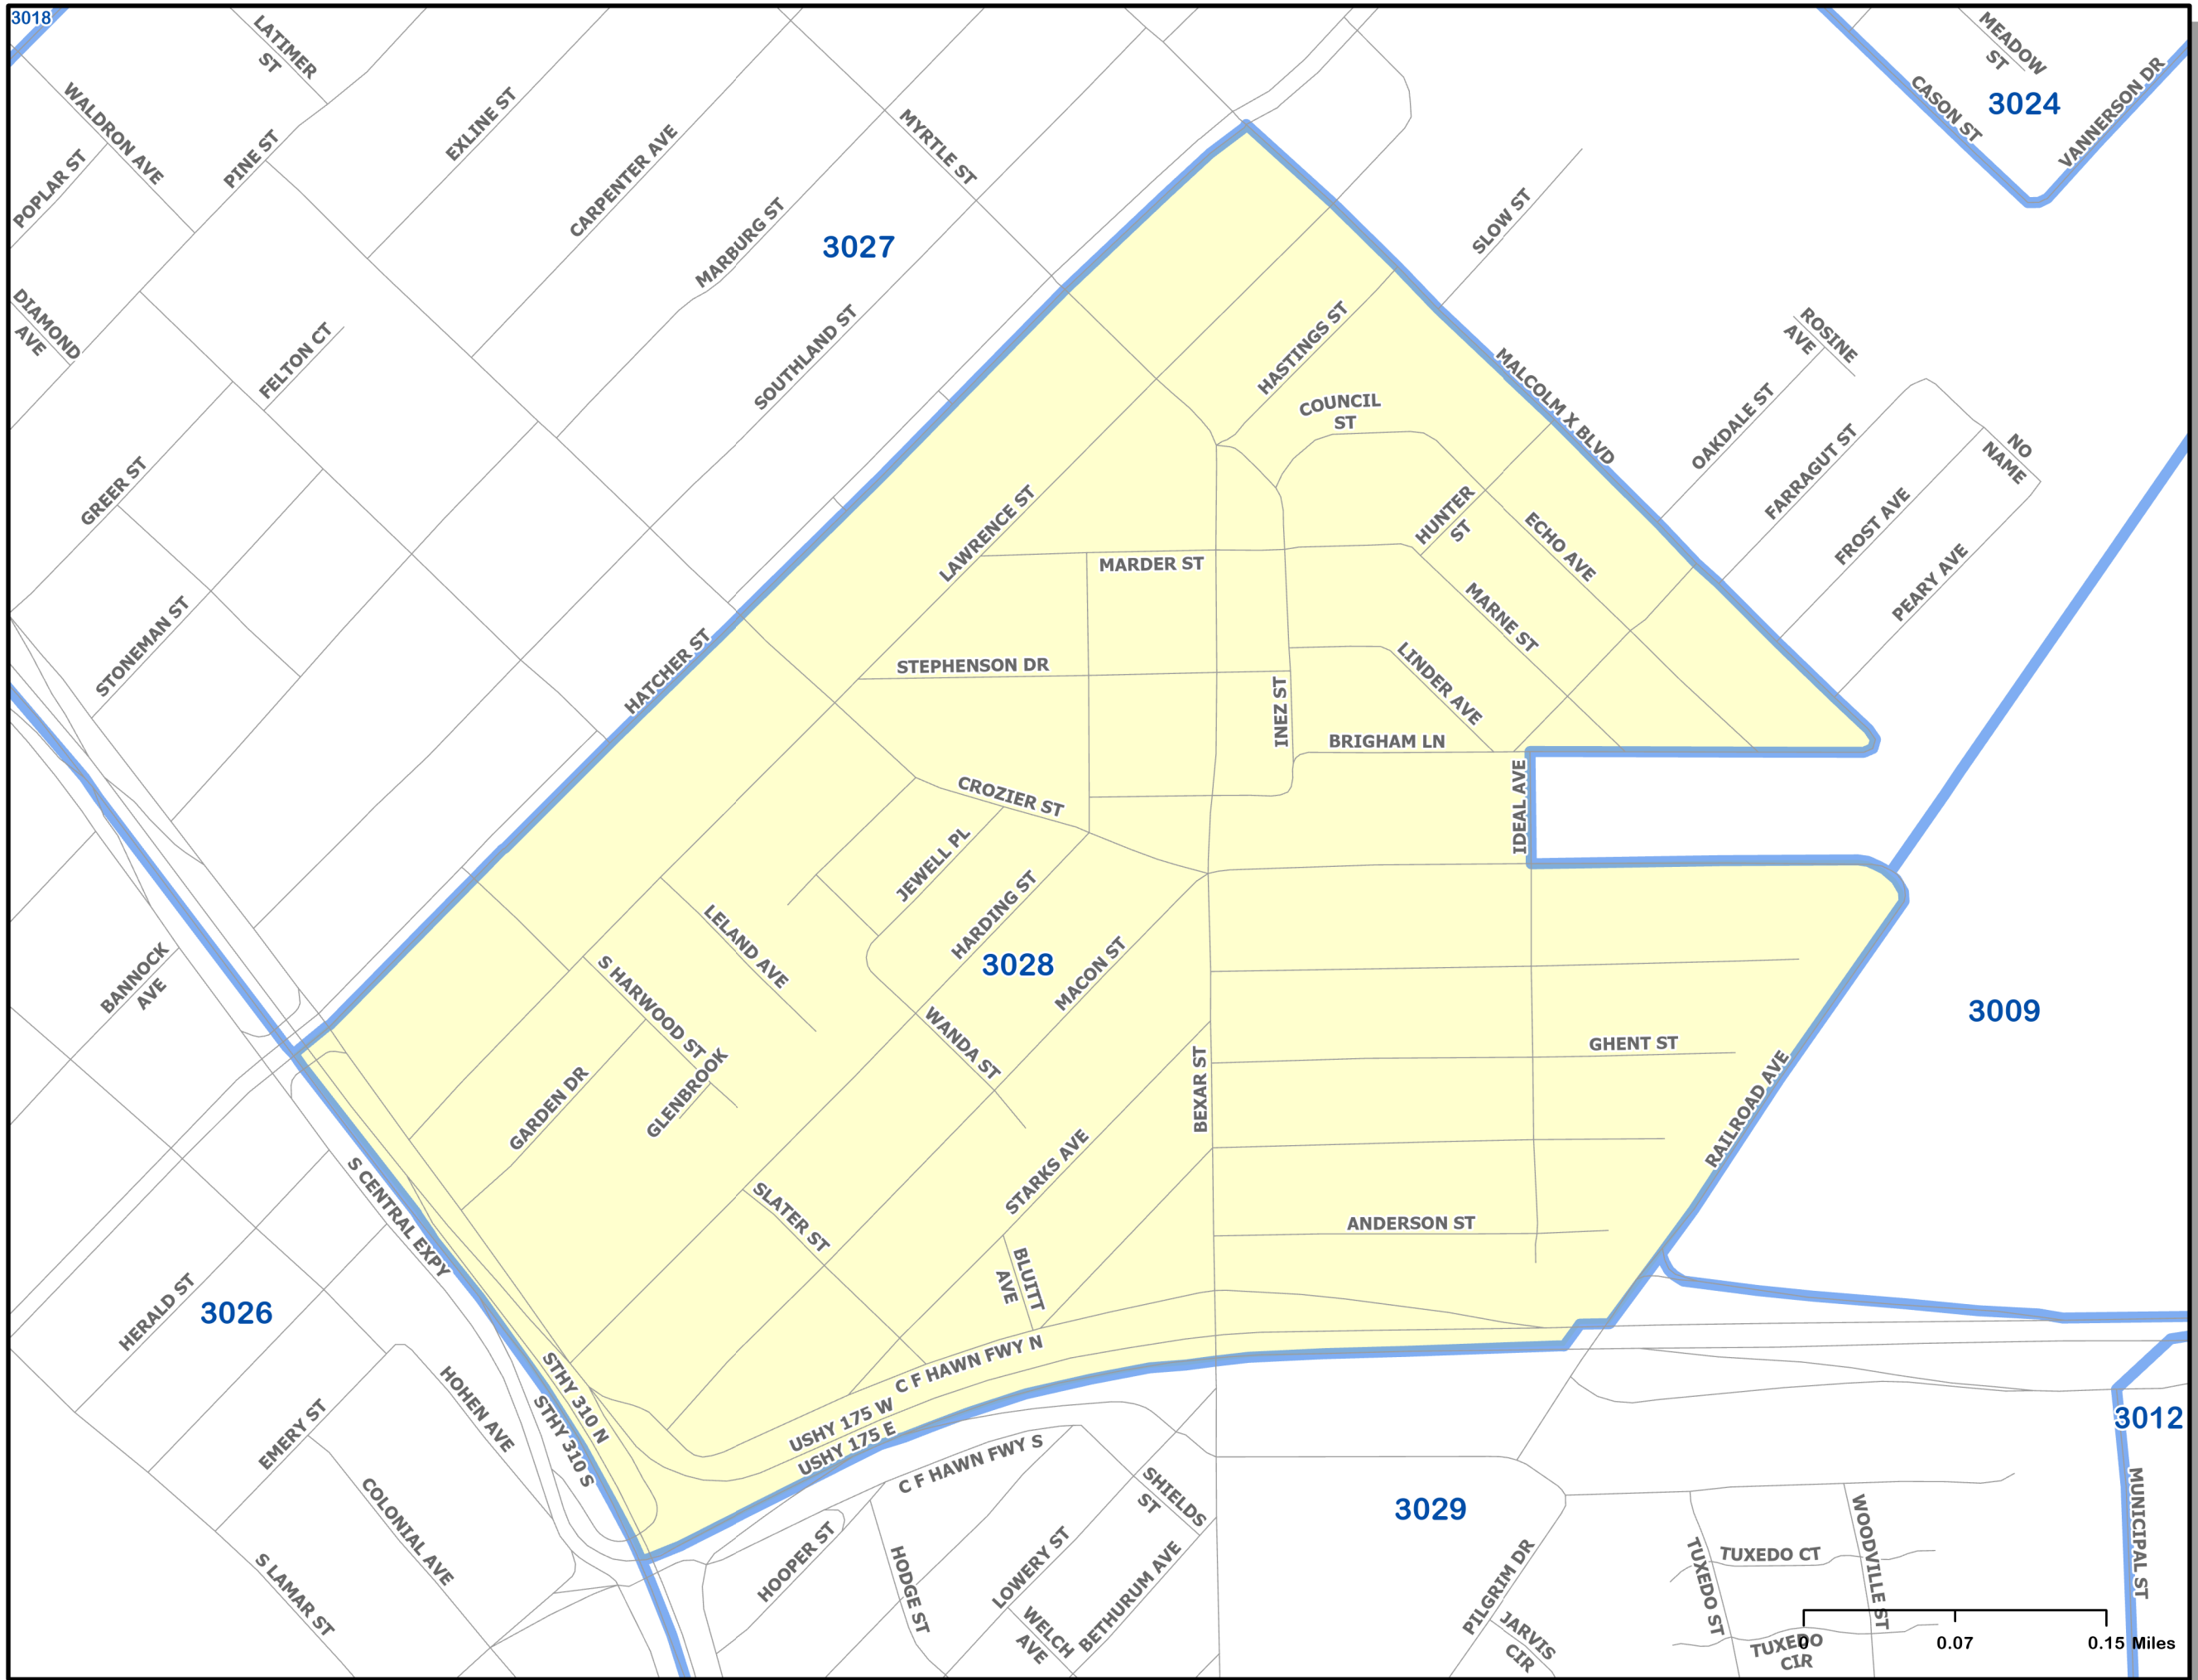 3018
LATIMER
ST
MEADOW
ST
WALDRON AVE
PINE ST
EXLINE ST
CARPENTER AVE
MYRTLE ST
CASON ST
3024
VANNERSON DR
POPLAR ST
MARBURG ST
3027
SLOW ST
DIAMOND
AVE
FELTON CT
SOUTHLAND ST
HASTINGS ST
COUNCIL
ST
MALCOLM X BLVD
ROSINE
AVE
OAKDALE ST
FARRAGUT ST
NO
NAME
GREER ST
LAWRENCE ST
HUNTER
ST
ECHO AVE
FROST AVE
PEARY AVE
MARDER ST
MARNE ST
STONEMAN ST
HATCHER ST
STEPHENSON DR
LINDER AVE
INEZ ST
BRIGHAM LN
IDEAL AVE
CROZIER ST
JEWELL PL
HARDING ST
LELAND AVE
3028
MACON ST
S HARWOOD ST
BANNOCK
AVE
WANDA ST
3009
GHENT ST
GARDEN DR
GLENBROOK
BEXAR ST
RAILROAD AVE
S CENTRAL EXPY
STARKS AVE
SLATER ST
ANDERSON ST
BLUTT
AVE
HERALD ST
3026
STHY 310 N
STHY 310 S
C F HAWN FWY N
USHY 175 W
USHY 175 E
C F HAWN FWY S
EMERY ST
HOHEN AVE
COLONIAL AVE
S LAMAR ST
HOOPER ST
HODGE ST
LOWERY ST
WELCH
AVE
SHIELDS
ST
BETHURUM AVE
3029
PILGRIM DR
JARVIS
CIR
TUXEDO CT
TUXEDO ST
WOODVILLE ST
TUXEDO
CIR
3012
MUNICIPAL ST
0
0.07
0.15 Miles